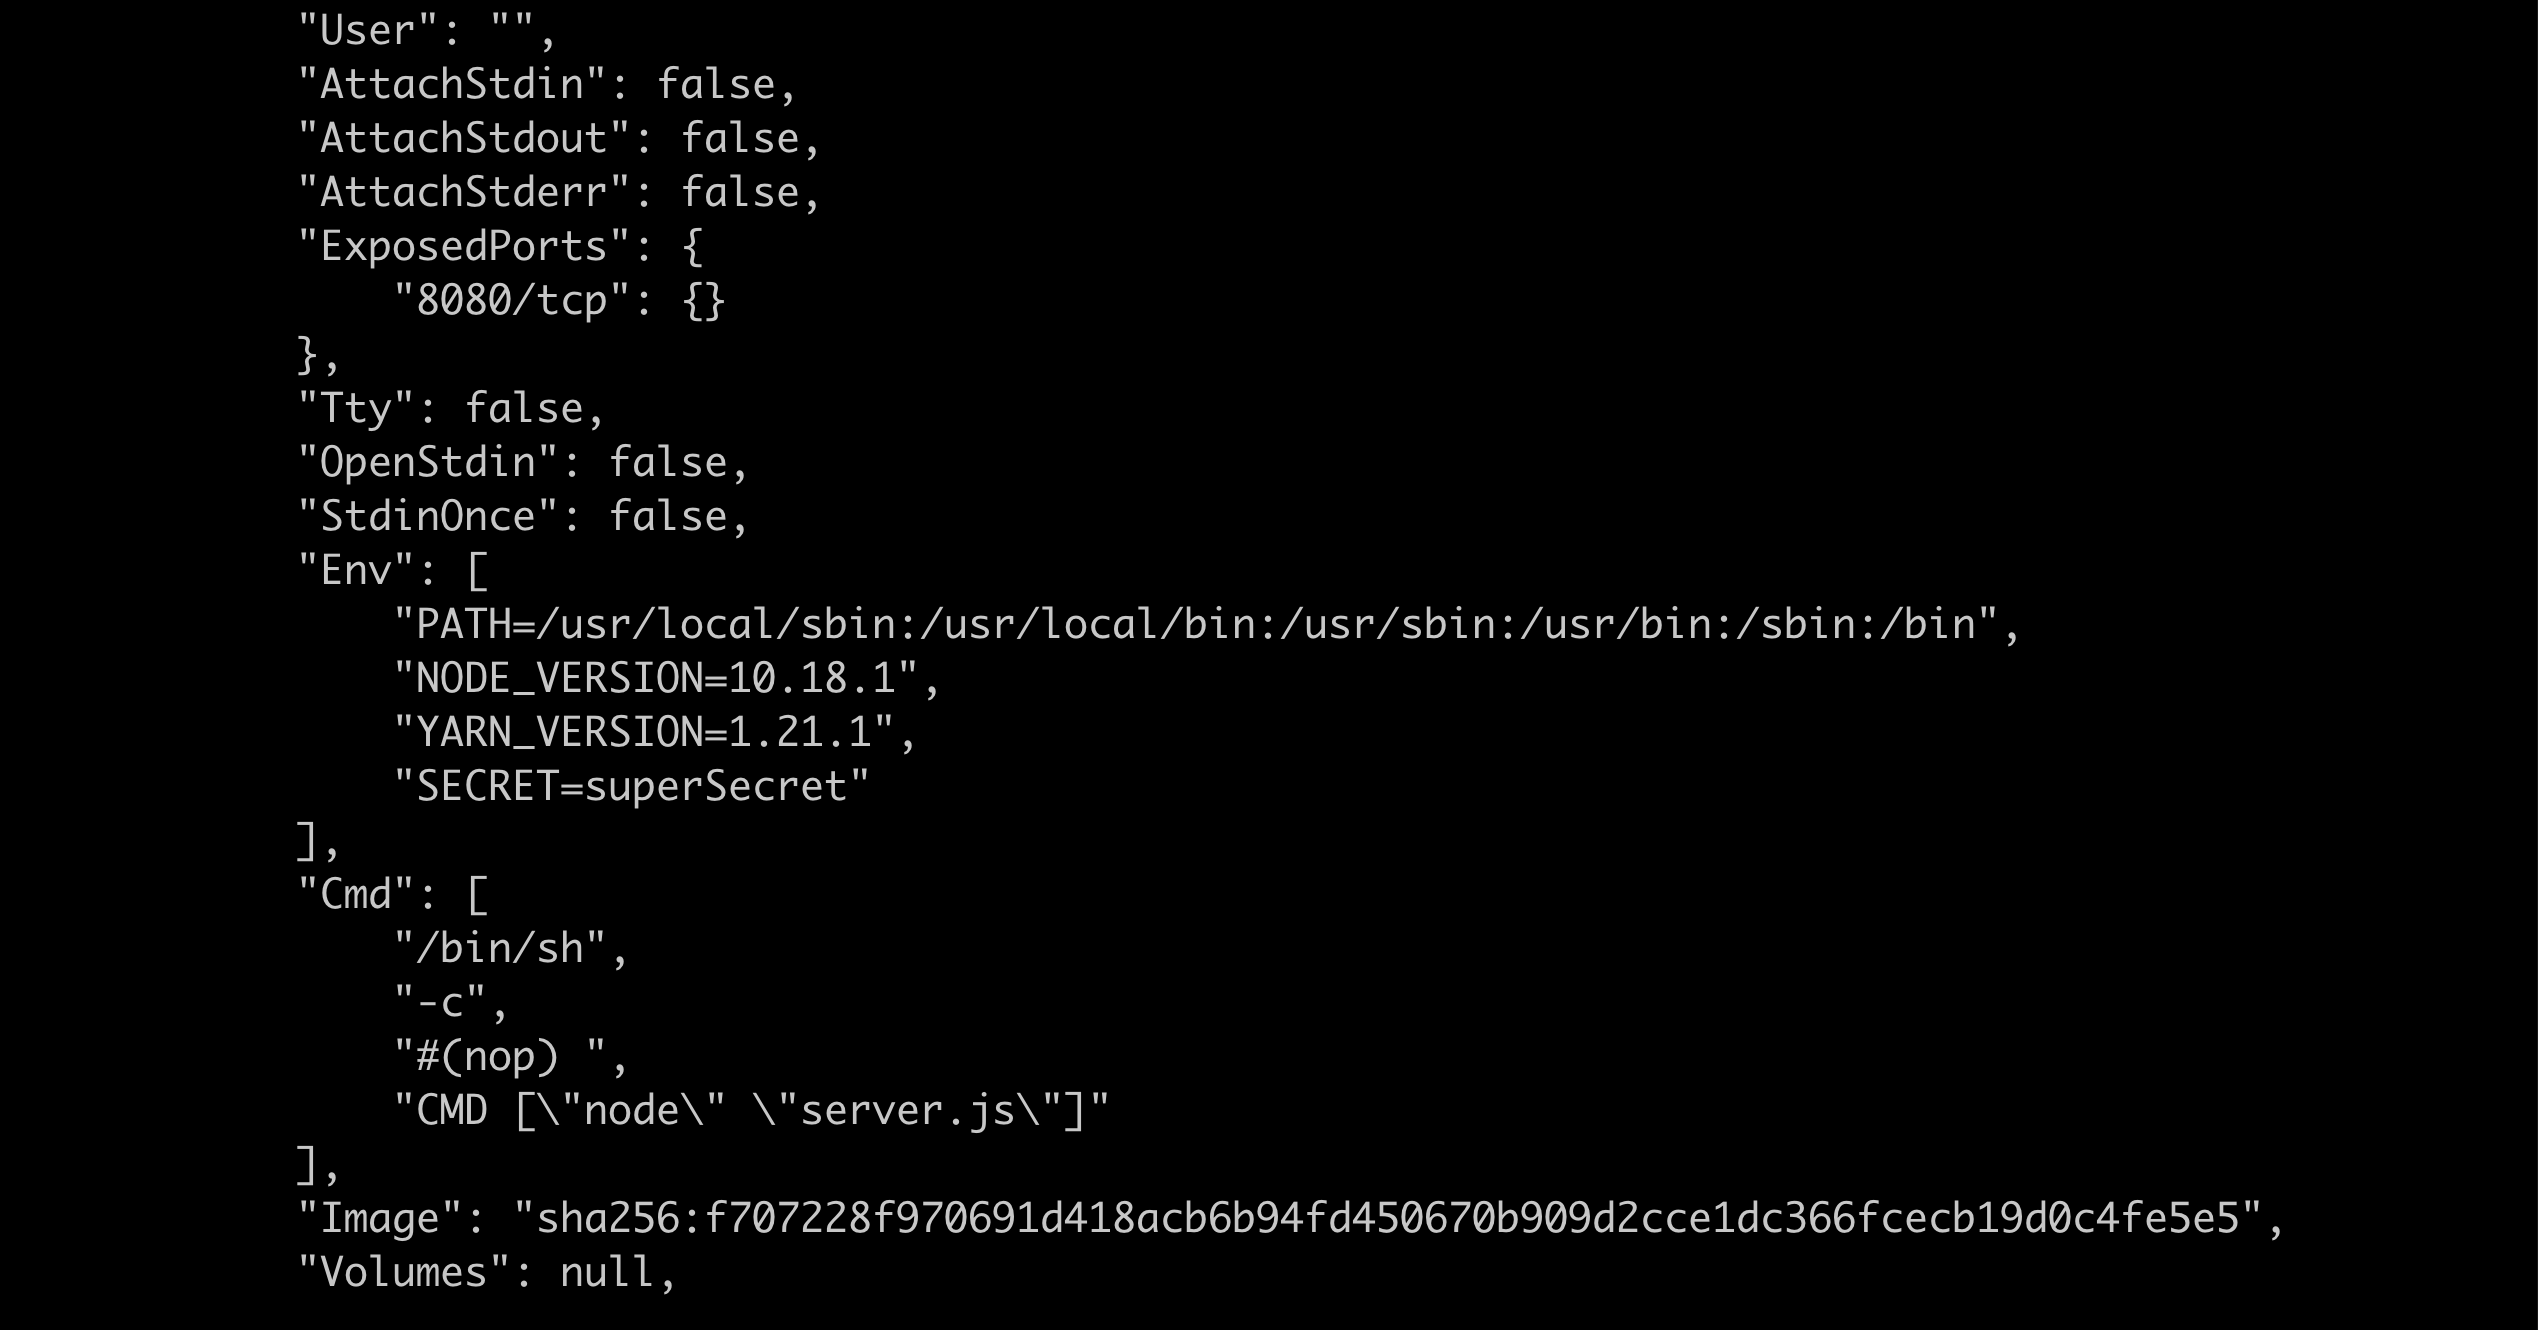 "User": "",
"AttachStdin": false,
"AttachStdout": false,
"AttachStderr": false,
"ExposedPorts": {
"8080/tcp": {}
},
"Tty": false,
"OpenStdin": false,
"StdinOnce": false,
"Env": [
"PATH=/usr/local/sbin:/usr/local/bin:/usr/sbin:/usr/bin:/sbin:/bin",
"NODE_VERSION=10.18.1",
"YARN_VERSION=1.21.1",
"SECRET=superSecret"
],
"Cmd": [
"/bin/sh",
"-c",
"#(nop) ",
"CMD [\"node\" \"server.js\"]"
],
"Image": "sha256:f707228f970691d418acb6b94fd450670b909d2cce1dc366fcecb19d0c4fe5e5",
"Volumes": null,